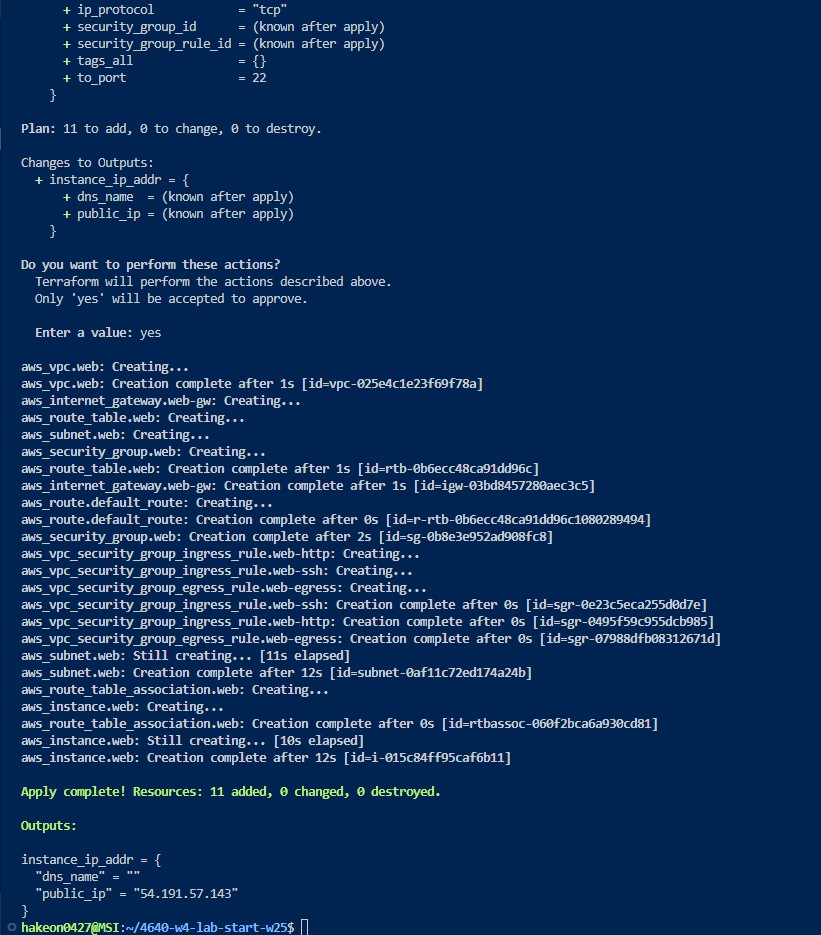 + ip_protocol            = "tcp"
+ security_group_id      = (known after apply)
+ security_group_rule_id = (known after apply)
+ tags_all               = {}
+ to_port                = 22
}
Plan: 11 to add, 0 to change, 0 to destroy.
Changes to Outputs:
+ instance_ip_addr = {
+ dns_name  = (known after apply)
+ public_ip = (known after apply)
}
Do you want to perform these actions?
Terraform will perform the actions described above.
Only 'yes' will be accepted to approve.
Enter a value: yes
aws_vpc.web: Creating...
aws_vpc.web: Creation complete after 1s [id=vpc-025e4c1e23f69f78a]
aws_internet_gateway.web-gw: Creating...
aws_route_table.web: Creating...
aws_subnet.web: Creating...
aws_security_group.web: Creating...
aws_route_table.web: Creation complete after 1s [id=rtb-0b6ecc48ca91dd96c]
aws_internet_gateway.web-gw: Creation complete after 1s [id=igw-03bd8457280aec3c5]
aws_route.default_route: Creating...
aws_route.default_route: Creation complete after 0s [id=r-rtb-0b6ecc48ca91dd96c1080289494]
aws_security_group.web: Creation complete after 2s [id=sg-0b8e3e952ad908fc8]
aws_vpc_security_group_ingress_rule.web-http: Creating...
aws_vpc_security_group_ingress_rule.web-ssh: Creating...
aws_vpc_security_group_egress_rule.web-egress: Creating...
aws_vpc_security_group_ingress_rule.web-ssh: Creation complete after 0s [id=sgr-0e23c5eca255d0d7e]
aws_vpc_security_group_ingress_rule.web-http: Creation complete after 0s [id=sgr-0495f59c955dcb985]
aws_vpc_security_group_egress_rule.web-egress: Creation complete after 0s [id=sgr-07988dfb08312671d]
aws_subnet.web: Still creating... [11s elapsed]
aws_subnet.web: Creation complete after 12s [id=subnet-0af11c72ed174a24b]
aws_route_table_association.web: Creating...
aws_instance.web: Creating...
aws_route_table_association.web: Creation complete after 0s [id=rtbassoc-060f2bca6a930cd81]
aws_instance.web: Still creating... [10s elapsed]
aws_instance.web: Creation complete after 12s [id=i-015c84ff95caf6b11]
Apply complete! Resources: 11 added, 0 changed, 0 destroyed.
Outputs:
instance_ip_addr = {
"dns_name" = ""
"public_ip" = "54.191.57.143"
}
hakeon0427@MSI:~/4640-w4-lab-start-w25$